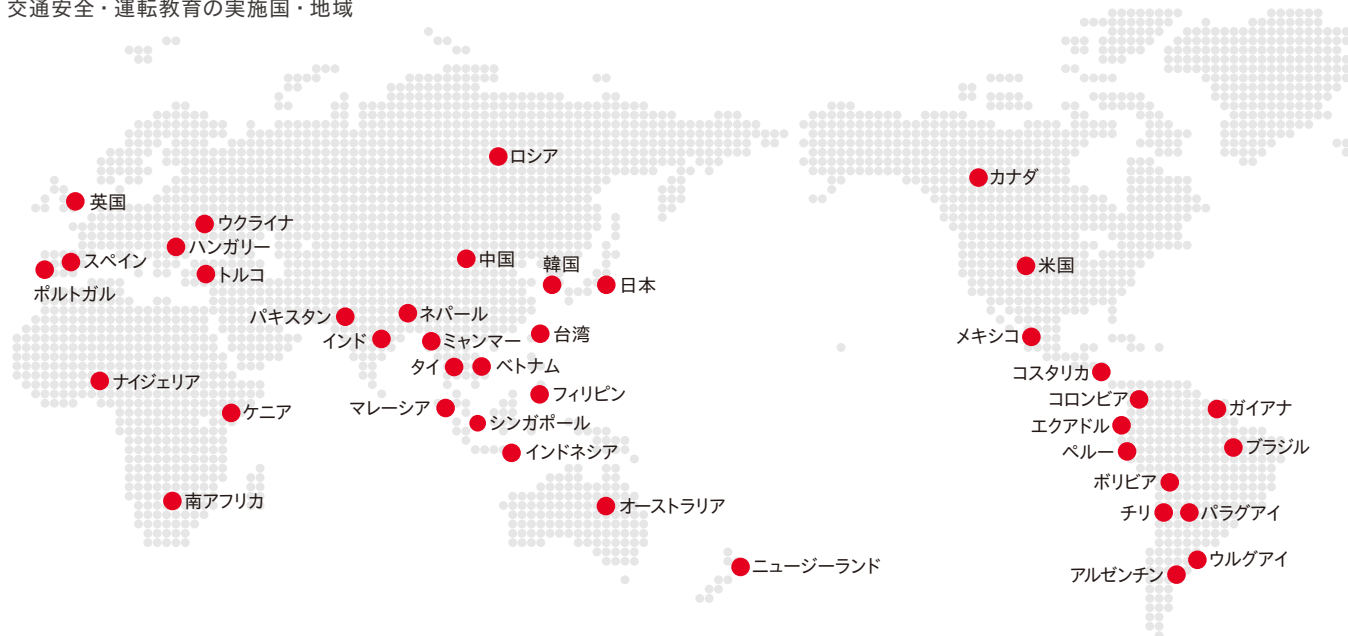 交通安全・運転教育の実施国・地域
ロシア
カナダ
英国
ウクライナ
ハンガリー
スペイン
中国
韓国
米国
トルコ
日本
ポルトガル
ネパール
パキスタン
台湾
メキシコ
インド
ミャンマー
タイ
ベトナム
コスタリカ
ナイジェリア
フィリピン
コロンビア
ガイアナ
ケニア
マレーシア
シンガポール
エクアドル
インドネシア
ペルー
ブラジル
ボリビア
南アフリカ
オーストラリア
チリ
パラグアイ
ウルグアイ
ニュージーランド
アルゼンチン